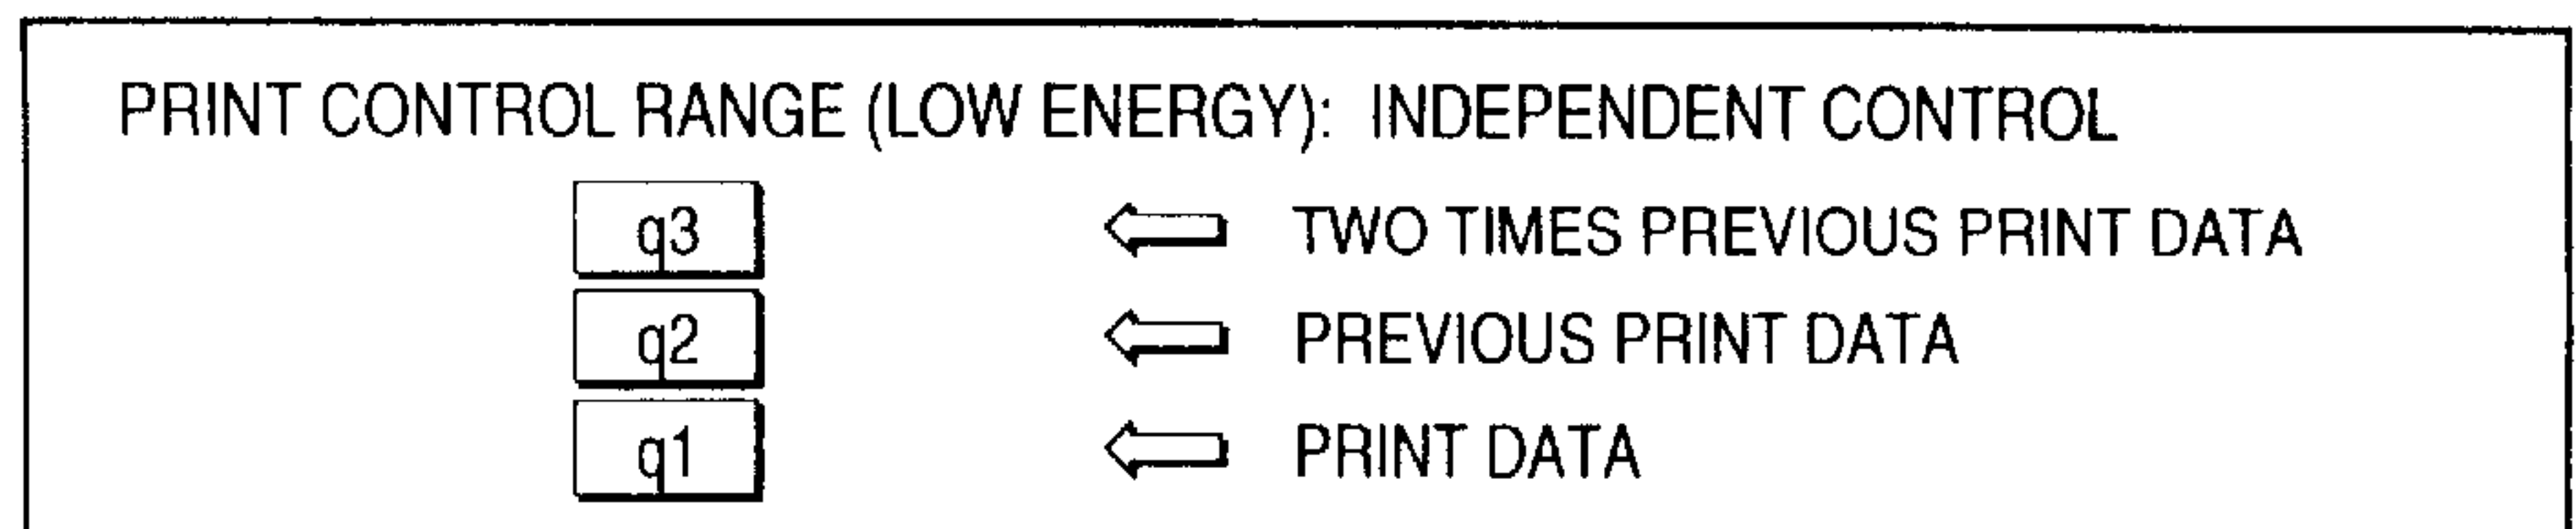 PRINT CONTROL RANGE (LOW ENERGY): INDEPENDENT CONTROL
q3 TWO TIMES PREVIOUS PRINT DATA
q2 PREVIOUS PRINT DATA
q1 PRINT DATA